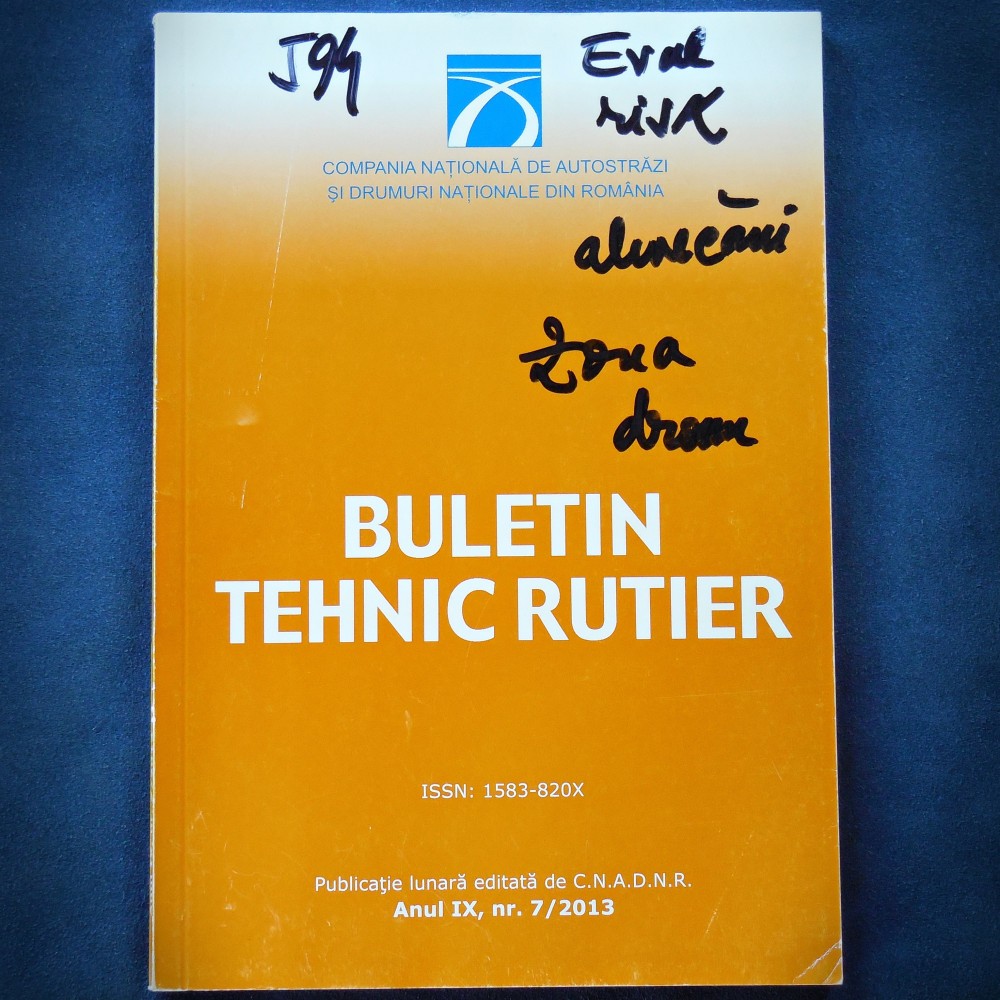 J94
Eval
risk
COMPANIA NAȚIONALĂ DE AUTOSTRĂZI
ȘI DRUMURI NAȚIONALE DIN ROMÂNIA
alunecări
zona
drum
BULETIN
TEHNIC RUTIER
ISSN: 1583-820X
Publicaţie lunară editată de C.N.A.D.N.R.
Anul IX, nr. 7/2013